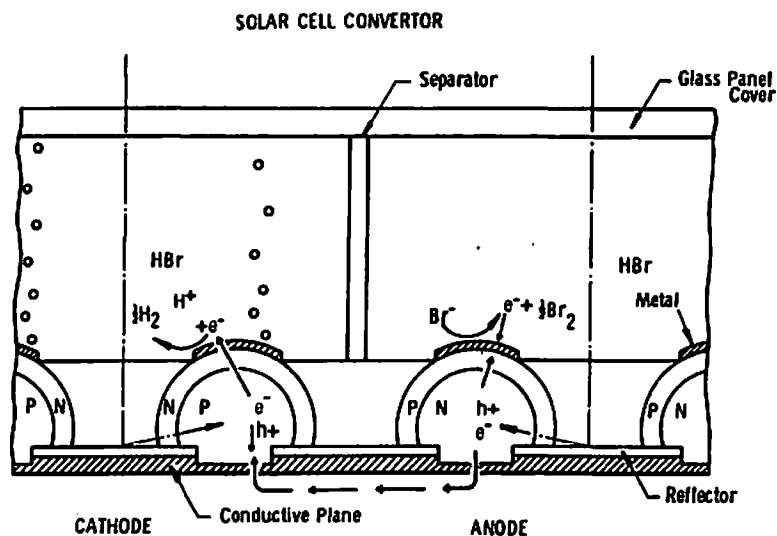 SOLAR CELL CONVERTOR
Separator
Glass Panel
Cover
HBr
HBr
½H₂
H⁺
+e⁻
Br⁻
e⁻+ ½Br₂
Metal
P
N
N
P
e⁻
h+
P
N
h+
e⁻
P
N
Reflector
CATHODE
Conductive Plane
ANODE